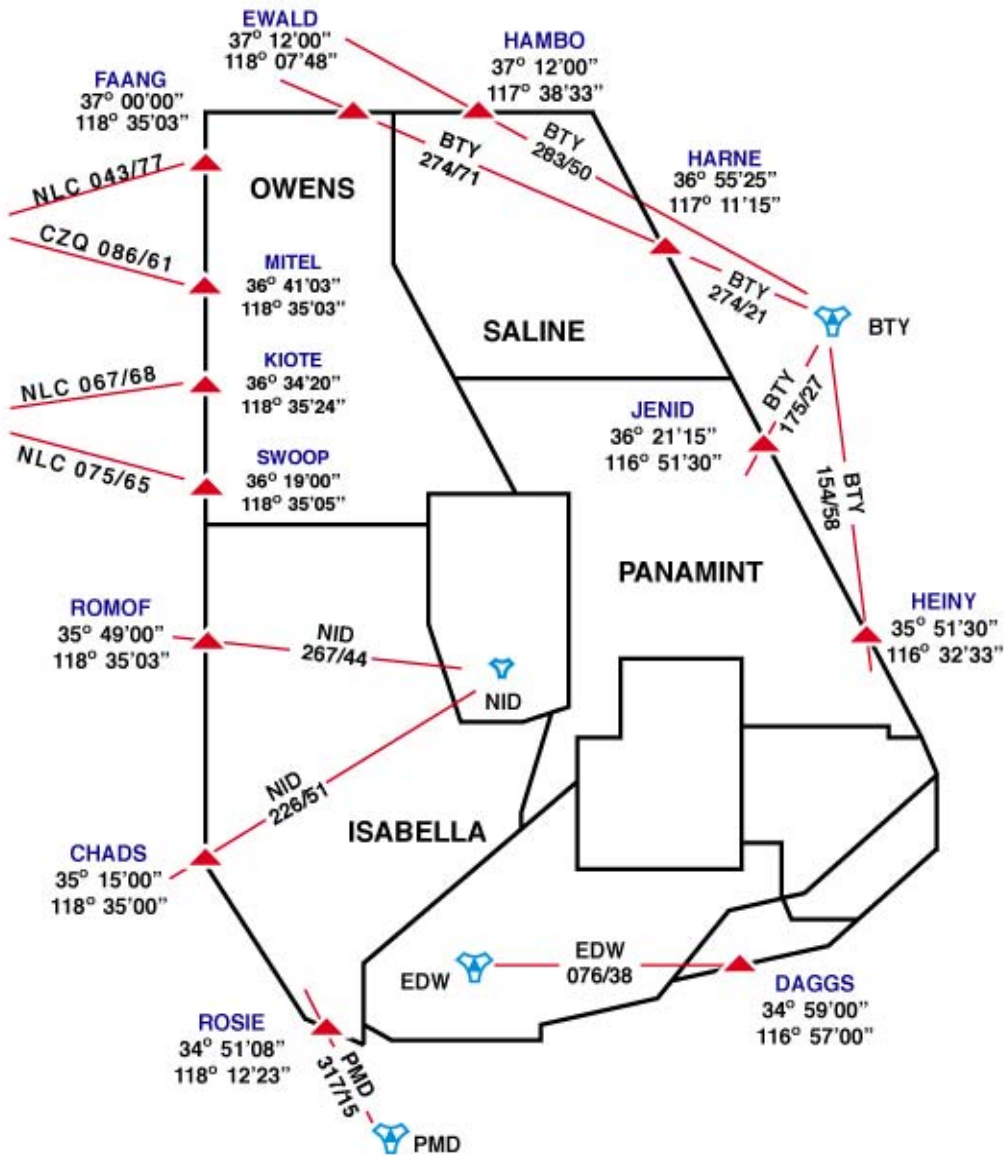 EWALD
37° 12'00"
118° 07'48"
HAMBO
37° 12'00"
117° 38'33"
FAANG
37° 00'00"
118° 35'03"
BTY
283/50
BTY
274/71
HARNE
36° 55'25"
117° 11'15"
NLC 043/77
OWENS
CZQ 086/61
MITEL
36° 41'03"
118° 35'03"
BTY
274/21
BTY
SALINE
KIOTE
36° 34'20"
118° 35'24"
NLC 067/68
BTY
175/27
JENID
36° 21'15"
116° 51'30"
NLC 075/65
SWOOP
36° 19'00"
118° 35'05"
BTY
154/58
PANAMINT
ROMOF
35° 49'00"
118° 35'03"
NID
267/44
NID
HEINY
35° 51'30"
116° 32'33"
NID
226/51
ISABELLA
CHADS
35° 15'00"
118° 35'00"
EDW
EDW
076/38
DAGGS
34° 59'00"
116° 57'00"
ROSIE
34° 51'08"
118° 12'23"
PMD
317/15
PMD